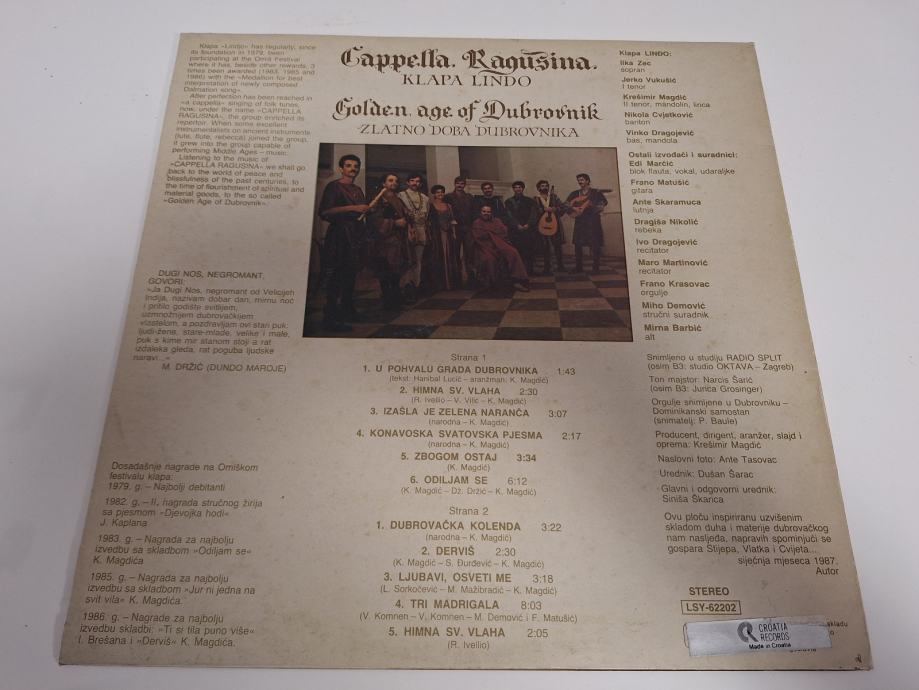 Cappella Ragusina
KLAPA LINĐO
Golden age of Dubrovnik
ZLATNO DOBA DUBROVNIKA
Klapa »Linđo« has regularly, since
its foundation in 1979, been
participating at the Omiš Festival
where it has, beside other rewards, 3
times been awarded (1983, 1985 and
1986) with the »Medallion for best
interpretation of newly composed
Dalmatian song«.
After perfection has been reached in
»a cappella« singing of folk tunes,
now, under the name »CAPPELLA
RAGUSINA«, the group enriched its
repertoir. When some excellent
instrumentalists on ancient instruments
(lute, flute, rebecca) joined the group,
it grew into the group capable of
performing Middle Ages – music.
Listening to the music of
»CAPPELLA RAGUSINA« we shall go
back to the world of peace and
blissfulness of the past centuries, to
the time of flourishment of spiritual and
material goods, to the so called
»Golden Age of Dubrovnik«.
DUGI NOS, NEGROMANT,
GOVORI:
»Ja Dugi Nos, negromant od Velicijeh
Indija, nazivam dobar dan, mirnu noć
i pritilo godište svitlijem,
uzmnožnijem dubrovačkijem
vlastelom, a pozdravljam ovi stari puk:
ljudi-žene, stare-mlade, velike i male,
puk s kime mir stanom stoji a rat
izdaleka gleda, rat poguba ljudske
naravi...«
M. DRŽIĆ (DUNDO MAROJE)
Dosadašnje nagrade na Omiškom
festivalu klapa:
1979. g. – Najbolji debitanti
1982. g. – II. nagrada stručnog žirija
sa pjesmom »Djevojka hodi«
J. Kaplana
1983. g. – Nagrada za najbolju
izvedbu sa skladbom »Odiljam se«
K. Magdića
1985. g. – Nagrada za najbolju
izvedbu sa skladbom »Jur ni jedna na
svit vila« K. Magdića.
1986. g. – Nagrade za najbolju
izvedbu skladbi: »Ti si tila puno više«
I. Brešana i »Derviš« K. Magdića.
Strana 1
1. U POHVALU GRADA DUBROVNIKA 1:43
(tekst: Hanibal Lucić – aranžman: K. Magdić)
2. HIMNA SV. VLAHA 2:30
(R. Ivellio – V. Vilić – K. Magdić)
3. IZAŠLA JE ZELENA NARANČA 3:07
(narodna – K. Magdić)
4. KONAVOSKA SVATOVSKA PJESMA 2:17
(narodna – K. Magdić)
5. ZBOGOM OSTAJ 3:34
(K. Magdić)
6. ODILJAM SE 6:12
(K. Magdić – Dž. Držić – K. Magdić)
Strana 2
1. DUBROVAČKA KOLENDA 3:22
(narodna – K. Magdić)
2. DERVIŠ 2:30
(K. Magdić – S. Đurđević – K. Magdić)
3. LJUBAVI, OSVETI ME 3:18
(L. Sorkočević – M. Mažibradić – K. Magdić)
4. TRI MADRIGALA 8:03
(V. Komnen – V. Komnen – M. Demović i F. Matušić)
5. HIMNA SV. VLAHA 2:05
(R. Ivellio)
Klapa LINĐO:
Ilka Zec
sopran
Jerko Vukušić
I tenor
Krešimir Magdić
II tenor, mandolin, lirica
Nikola Cvjetković
bariton
Vinko Dragojević
bas, mandola
Ostali izvođači i suradnici:
Edi Marčić
blok flauta, vokal, udaraljke
Frano Matušić
gitara
Ante Skaramuca
lutnja
Dragiša Nikolić
rebeka
Ivo Dragojević
recitator
Maro Martinović
recitator
Frano Krasovac
orgulje
Miho Demović
stručni suradnik
Mirna Barbić
alt
Snimljeno u studiju RADIO SPLIT
(osim B3: studio OKTAVA – Zagreb)
Ton majstor: Narcis Šarić
(osim B3: Jurica Grosinger)
Orgulje snimljene u Dubrovniku –
Dominikanski samostan
(snimatelj: P. Bauie)
Producent, dirigent, aranžer, slajd i
oprema: Krešimir Magdić
Naslovni foto: Ante Tasovac
Urednik: Dušan Šarac
Glavni i odgovorni urednik:
Siniša Škarica
Ovu ploču inspiriranu uzvišenim
skladom duha i materije dubrovačkog
nam nasljeđa, napravih spominjući se
gospara Stijepa, Vlatka i Cvijeta...
siječnja mjeseca 1987.
Autor
STEREO
LSY-62202
CROATIA
RECORDS
Made in Croatia
skladu